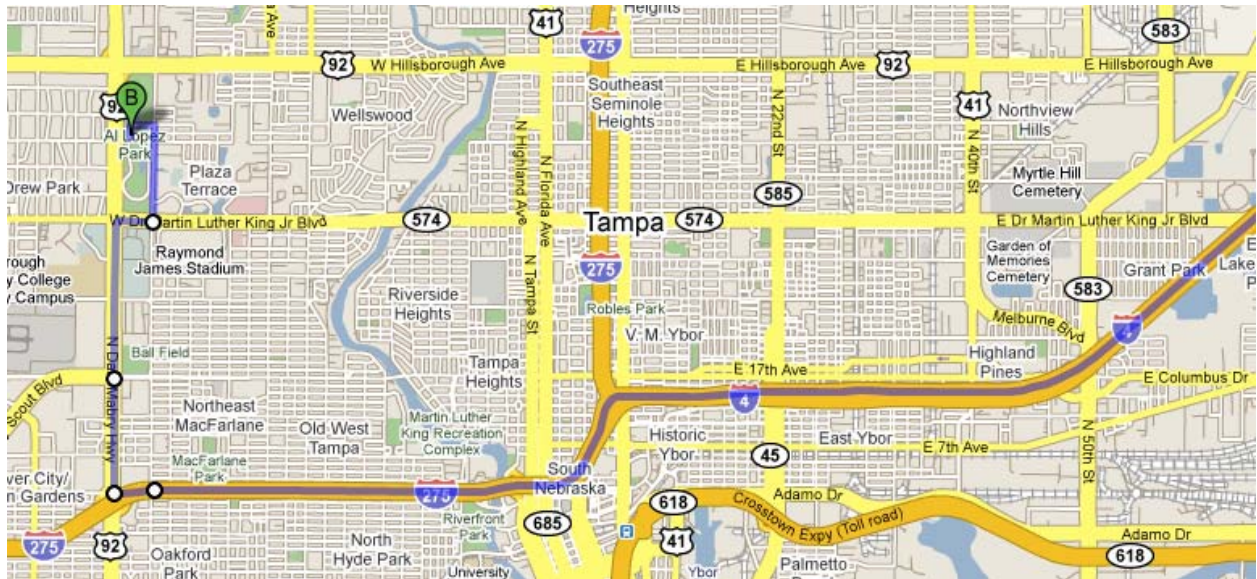 a Ave
41
Heights
275
583
92
W Hillsborough Ave
E Hillsborough Ave
92
E Hillsborough Ave
Southeast
Seminole
Heights
N 22nd St
41
Northview
Hills
92
B
Al Lopez
Park
Wellswood
N Highland Ave
N Florida Ave
N 40th St
Drew Park
Plaza
Terrace
585
Myrtle Hill
Cemetery
W Dr Martin Luther King Jr Blvd
574
Tampa
574
E Dr Martin Luther King Jr Blvd
Raymond
James Stadium
N Tampa St
275
Garden of
Memories
Cemetery
Grant Park
E
Lake
P
rough
y College
y Campus
Riverside
Heights
Robles Park
583
Melburne Blvd
4
V. M. Ybor
N Dale Mabry Hwy
Ball Field
Tampa
Heights
E 17th Ave
Highland
Pines
Scout Blvd
E Columbus Dr
4
Northeast
MacFarlane
Old West
Tampa
Martin Luther
King Recreation
Complex
Historic
Ybor
East Ybor
E 7th Ave
N 50th St
MacFarlane
Park
45
ver City/
n Gardens
275
South
Nebraska
618
Adamo Dr
Crosstown Expy (Toll road)
Riverfront
Park
685
275
92
North
Hyde Park
41
Adamo Dr
618
Oakford
Park
University
Ybor
Palmetto